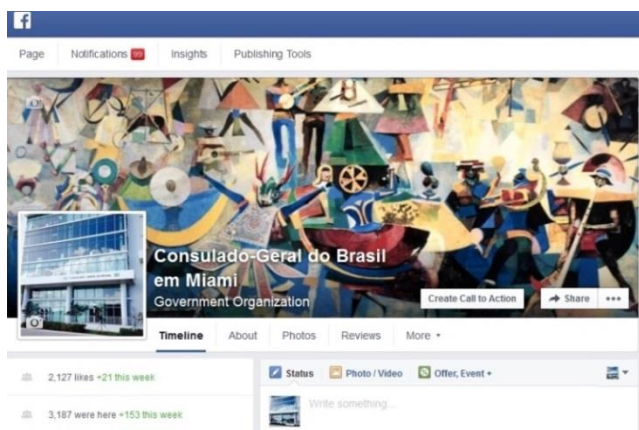 f
Page Notifications 99 Insights Publishing Tools
Consulado-Geral do Brasil
em Miami
Government Organization
Create Call to Action Share •••
Timeline About Photos Reviews More
2,127 likes +21 this week
Status Photo / Video Offer, Event +
Write something...
3,187 were here +153 this week